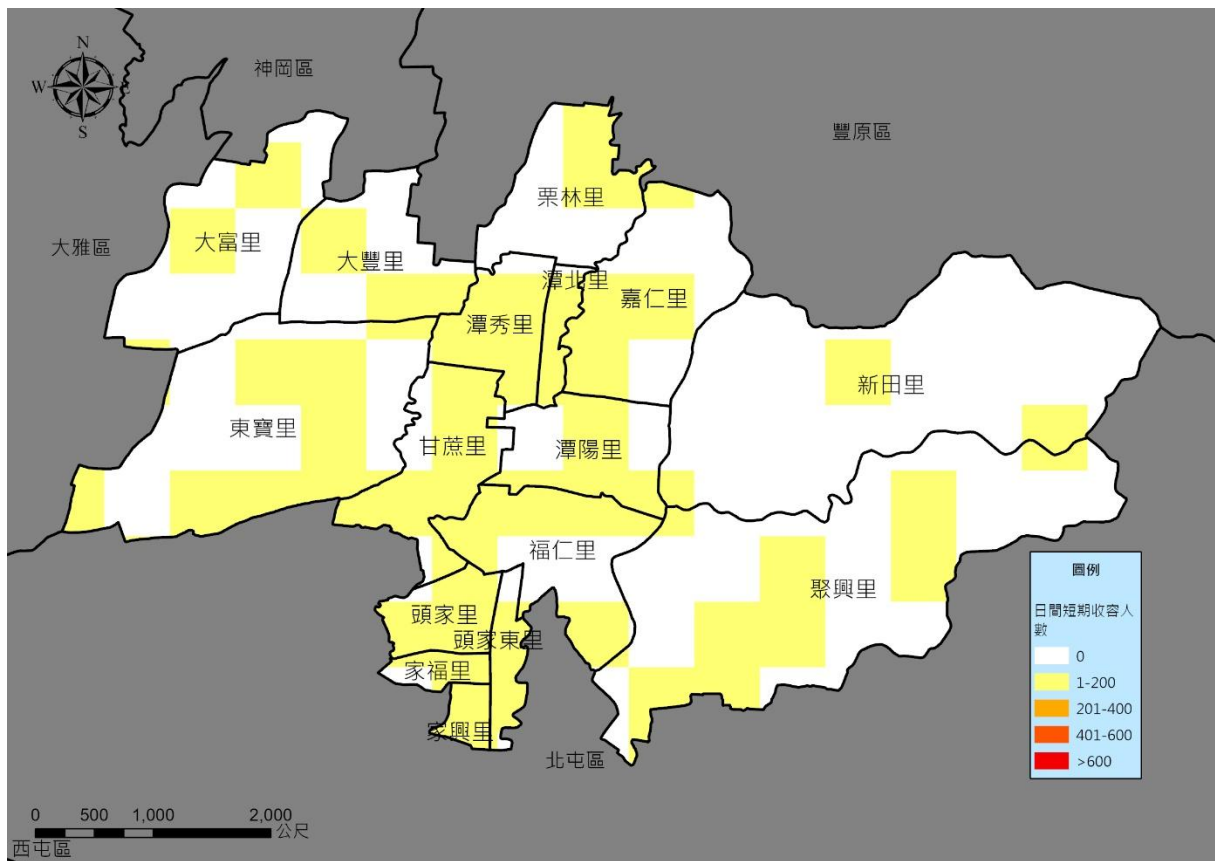 N
W
E
S
神岡區
豐原區
栗林里
大雅區
大富里
大豐里
潭北里
嘉仁里
潭秀里
新田里
東寶里
甘蔗里
潭陽里
福仁里
聚興里
頭家里
頭家東里
家福里
家興里
北屯區
圖例
日間短期收容人
數
0
1-200
201-400
401-600
>600
0 500 1,000 2,000
公尺
西屯區